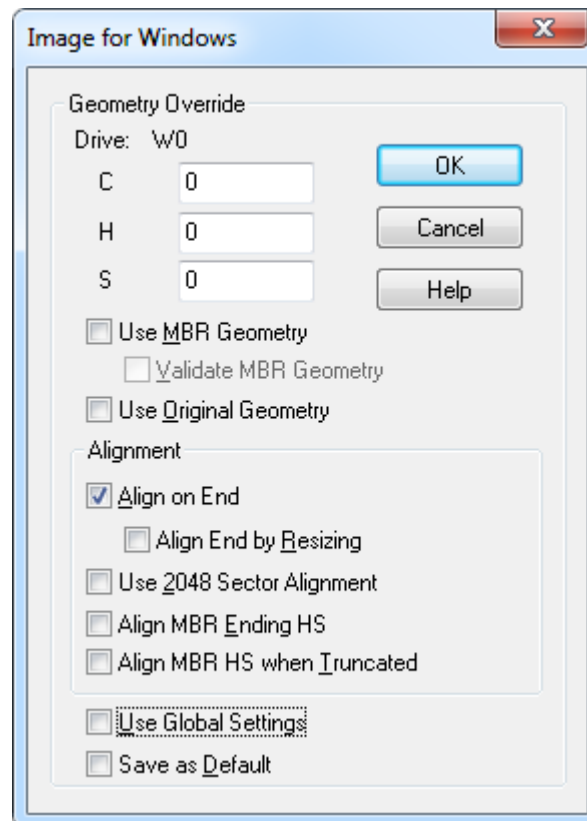 Image for Windows
Geometry Override
Drive: W0
C 0
OK
H 0
Cancel
S 0
Help
Use MBR Geometry
Validate MBR Geometry
Use Original Geometry
Alignment
Align on End
Align End by Resizing
Use 2048 Sector Alignment
Align MBR Ending HS
Align MBR HS when Truncated
Use Global Settings
Save as Default